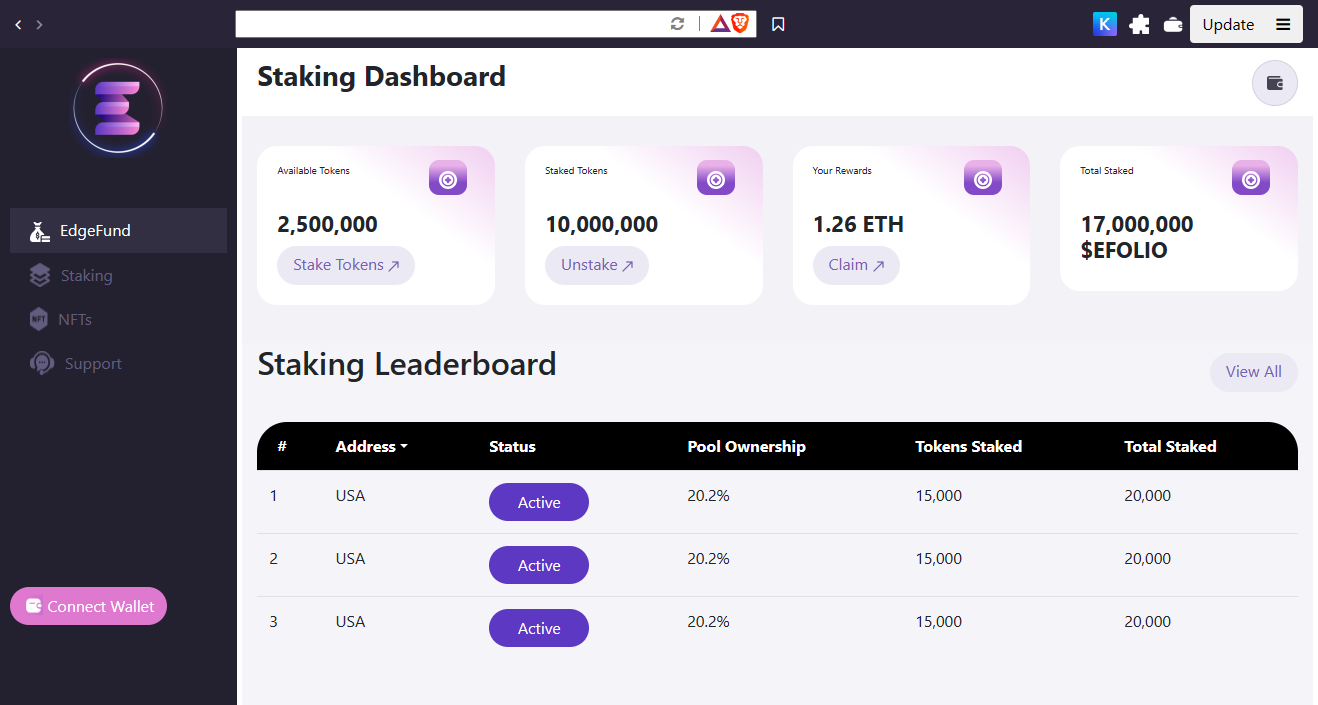 K
Update
Staking Dashboard
Available Tokens
2,500,000
Stake Tokens
Staked Tokens
10,000,000
Unstake
Your Rewards
1.26 ETH
Claim
Total Staked
17,000,000
$EFOLIO
EdgeFund
Staking
NFT NFTs
Support
Connect Wallet
Staking Leaderboard
View All
# Address Status Pool Ownership Tokens Staked Total Staked
1 USA Active 20.2% 15,000 20,000
2 USA Active 20.2% 15,000 20,000
3 USA Active 20.2% 15,000 20,000